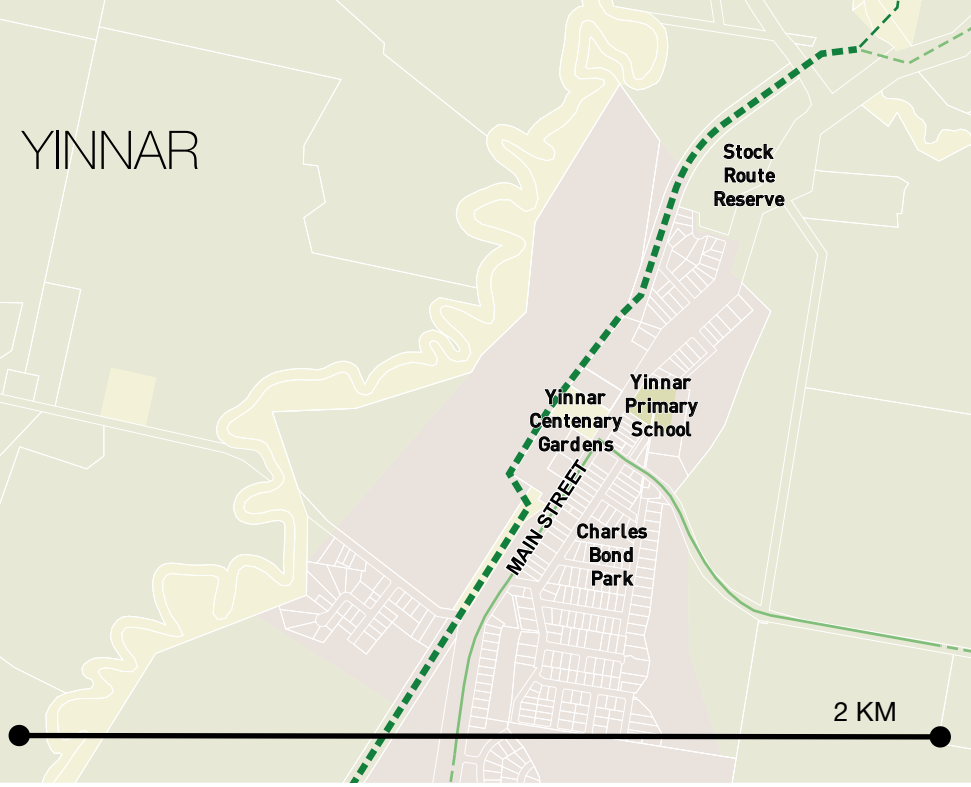 YINNAR
Stock
Route
Reserve
Yinnar
Primary
School
Yinnar
Centenary
Gardens
MAIN STREET
Charles
Bond
Park
2 KM